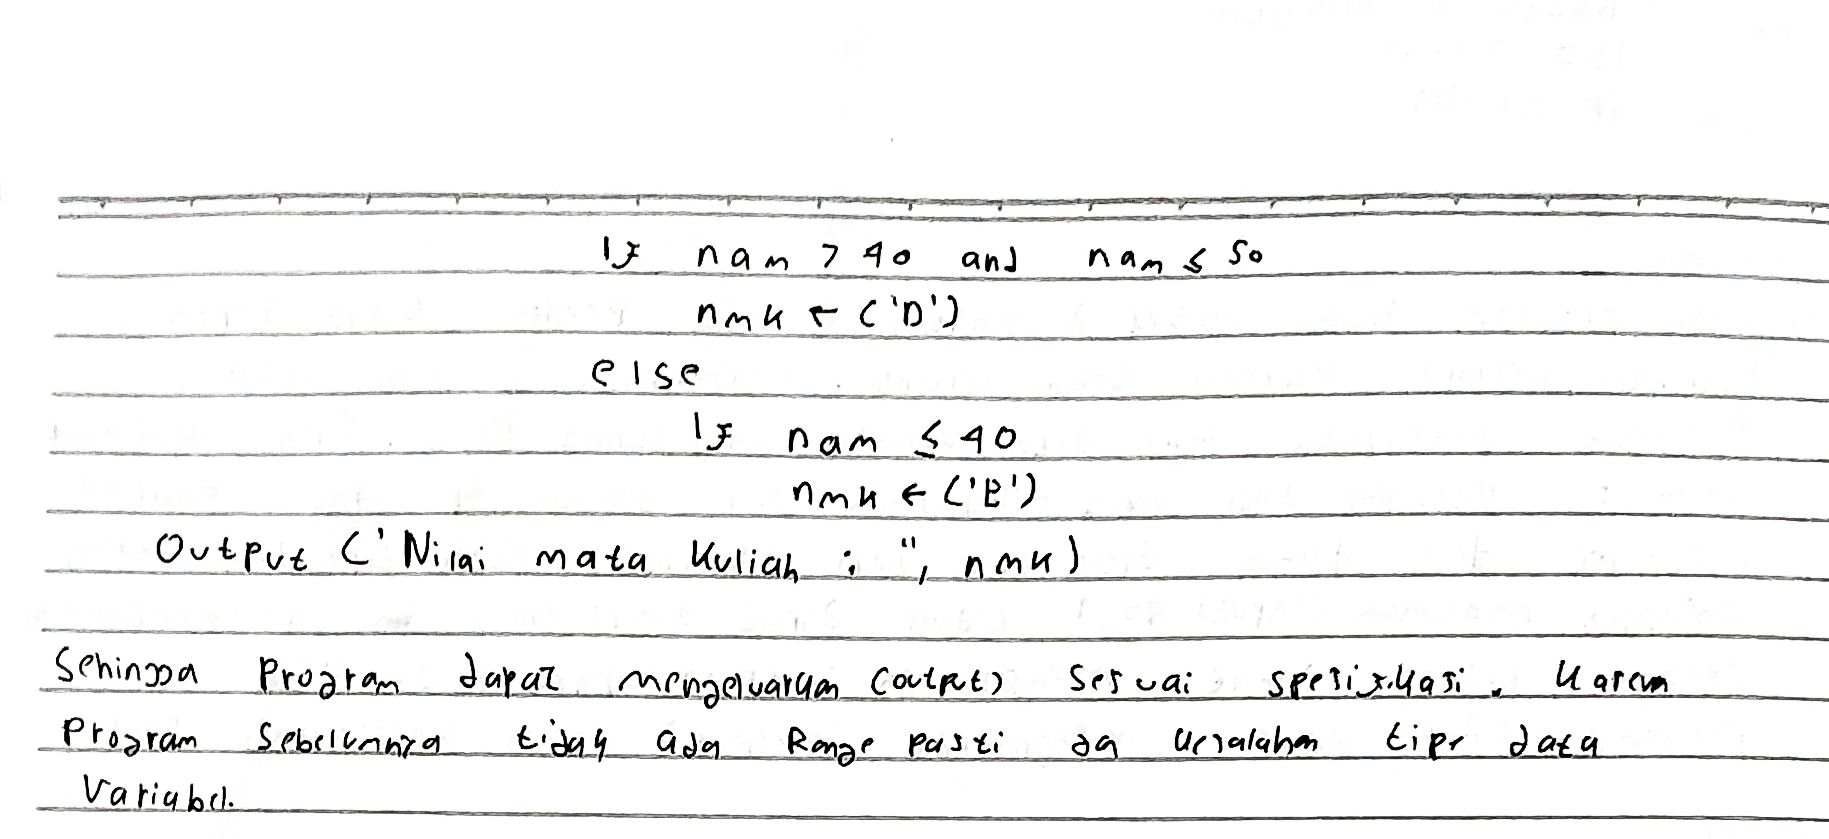 If nam > 40 and nam ≤ 50
nmk ← ('D')
else
If nam ≤ 40
nmk ← ('E')
Output ('Nilai mata kuliah : ", nmk)
Sehingga Program dapat mengeluarkan (output) sesuai spesifikasi. Karena
Program Sebelumnya tidak ada Range pasti da kesalahan tipe data
Variabel.